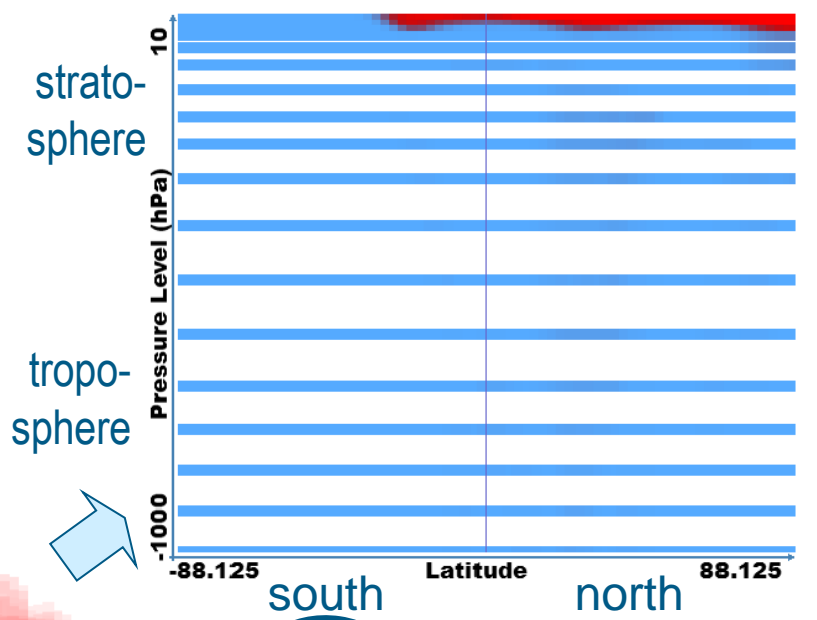 10
strato-
sphere
Pressure Level (hPa)
tropo-
sphere
-1000
-88.125
Latitude
88.125
south
north